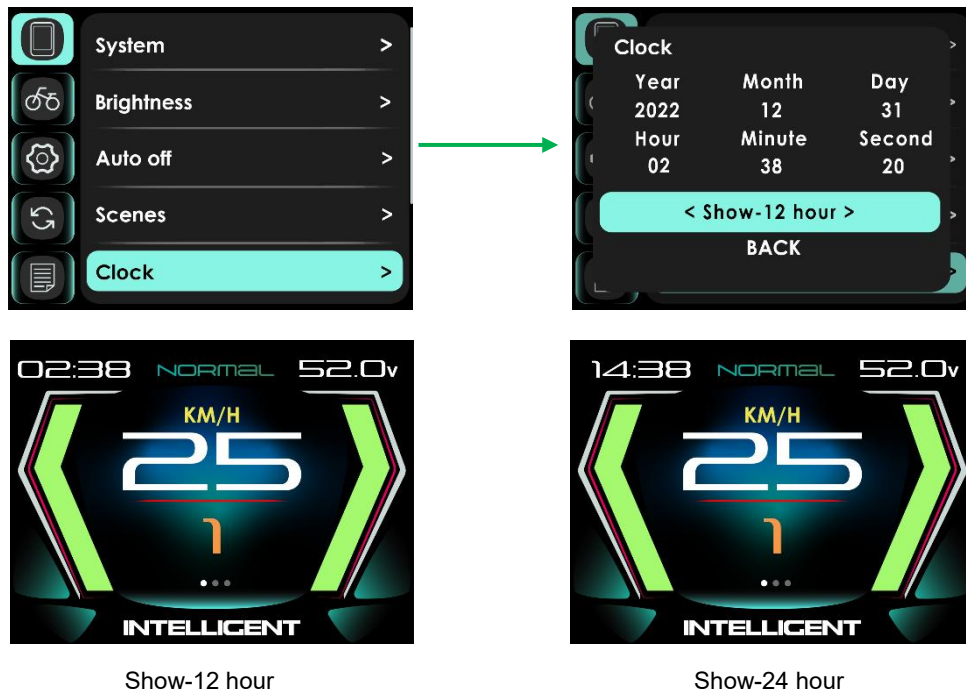 System >
Brightness >
Auto off >
Scenes >
Clock >
Clock
Year Month Day
2022 12 31
Hour Minute Second
02 38 20
< Show-12 hour >
BACK
02:38 NORMAL 52.0v
KM/H
25
1
INTELLIGENT
Show-12 hour
14:38 NORMAL 52.0v
KM/H
25
1
INTELLIGENT
Show-24 hour